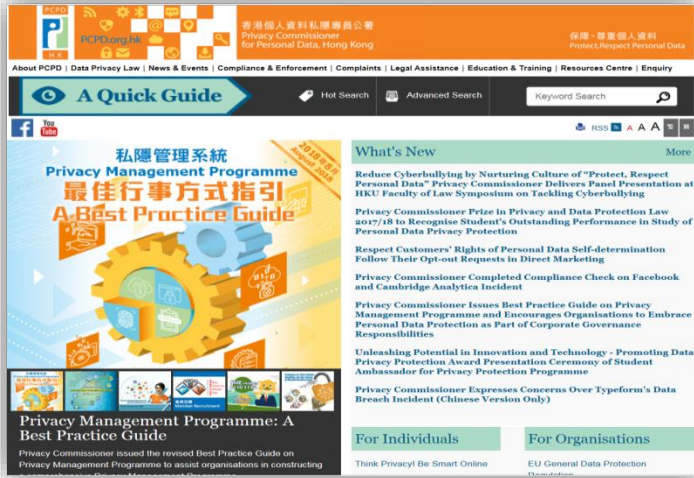 PCPD
PCPD.org.hk
H K
香港個人資料私隱專員公署
Privacy Commissioner
for Personal Data, Hong Kong
保障、尊重個人資料
Protect,Respect Personal Data
About PCPD | Data Privacy Law | News & Events | Compliance & Enforcement | Complaints | Legal Assistance | Education & Training | Resources Centre | Enquiry
A Quick Guide
Hot Search
Advanced Search
Keyword Search
f
You Tube
RSS
A A A 繁 簡
私隱管理系統
Privacy Management Programme
最佳行事方式指引
A Best Practice Guide
2018年8月
August 2018
What's New
More
Reduce Cyberbullying by Nurturing Culture of "Protect, Respect
Personal Data" Privacy Commissioner Delivers Panel Presentation at
HKU Faculty of Law Symposium on Tackling Cyberbullying
Privacy Commissioner Prize in Privacy and Data Protection Law
2017/18 to Recognise Student's Outstanding Performance in Study of
Personal Data Privacy Protection
Respect Customers' Rights of Personal Data Self-determination
Follow Their Opt-out Requests in Direct Marketing
Privacy Commissioner Completed Compliance Check on Facebook
and Cambridge Analytica Incident
Privacy Commissioner Issues Best Practice Guide on Privacy
Management Programme and Encourages Organisations to Embrace
Personal Data Protection as Part of Corporate Governance
Responsibilities
Unleashing Potential in Innovation and Technology - Promoting Data
Privacy Protection Award Presentation Ceremony of Student
Ambassador for Privacy Protection Programme
Privacy Commissioner Expresses Concerns Over Typeform's Data
Breach Incident (Chinese Version Only)
Privacy Management Programme: A
Best Practice Guide
Privacy Commissioner issued the revised Best Practice Guide on
Privacy Management Programme to assist organisations in constructing
a comprehensive Privacy Management Programme
For Individuals
Think Privacy! Be Smart Online
For Organisations
EU General Data Protection
Regulation